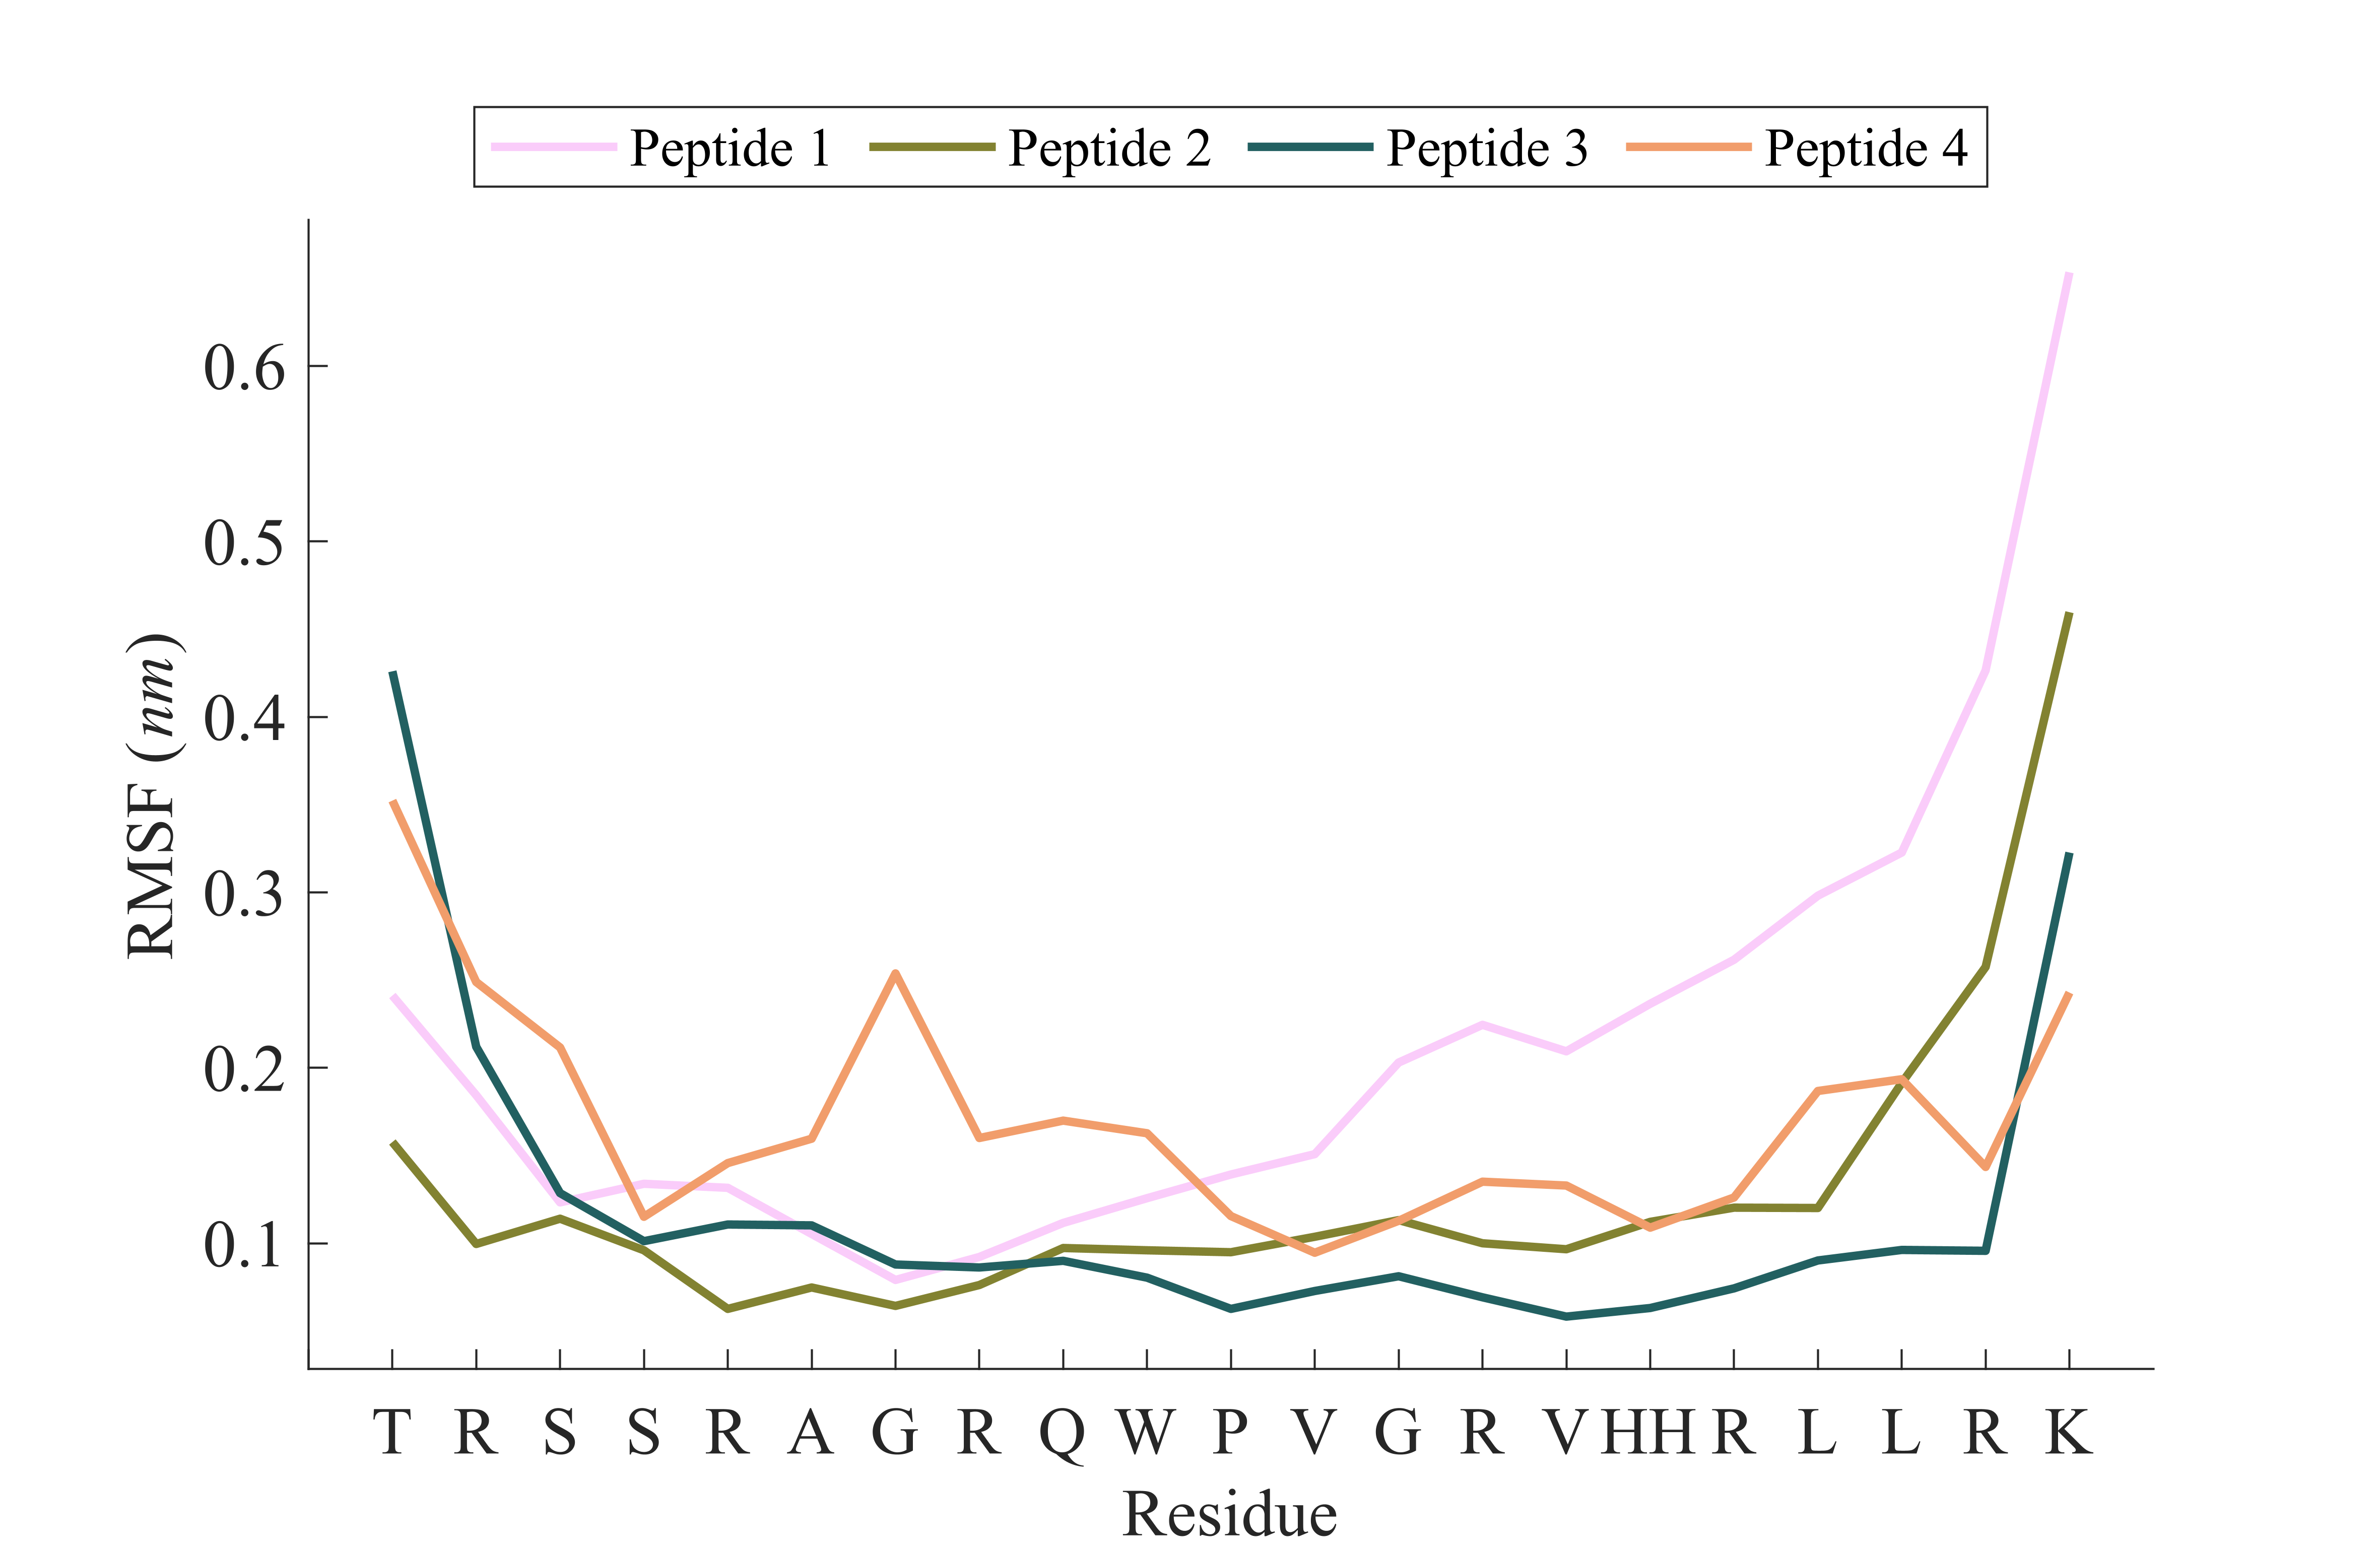 Peptide 1 Peptide 2 Peptide 3 Peptide 4
0.6
0.5
0.4
0.3
0.2
0.1
RMSF (nm)
T R S S R A G R Q W P V G R V HH R L L R K
Residue